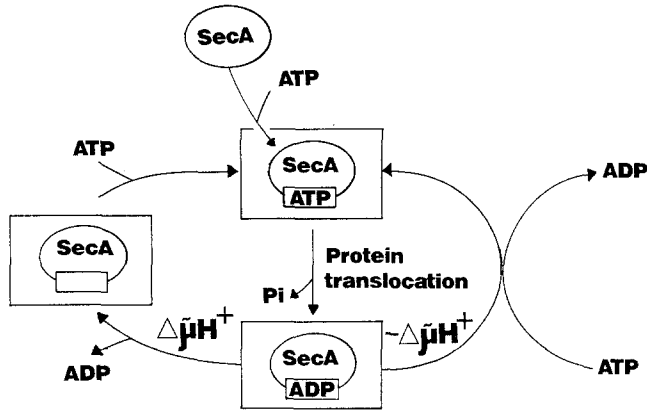 SecA
ATP
ATP
SecA
ATP
ADP
SecA
Protein
translocation
Pi
Δμ̃H⁺
-Δμ̃H⁺
SecA
ADP
ADP
ATP